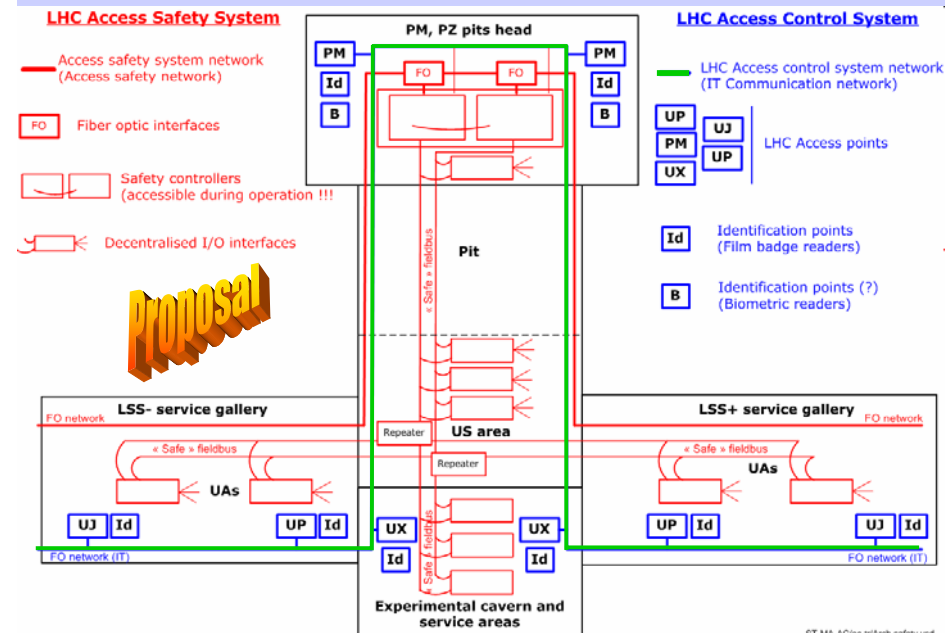 LHC Access Safety System
Access safety system network
(Access safety network)
FO
Fiber optic interfaces
Safety controllers
(accessible during operation !!!
Decentralised I/O interfaces
Proposal
PM, PZ pits head
PM
Id
B
FO
FO
PM
Id
B
« Safe » fieldbus
Pit
LHC Access Control System
LHC Access control system network
(IT Communication network)
UP
UJ
PM
UP
UX
LHC Access points
Id
Identification points
(Film badge readers)
B
Identification points (?)
(Biometric readers)
LSS- service gallery
FO network
« Safe » fieldbus
UAs
UJ
Id
UP
Id
FO network (IT)
Repeater
US area
Repeater
UX
Id
« Safe » fieldbus
UX
Id
Experimental cavern and
service areas
LSS+ service gallery
FO network
« Safe » fieldbus
UAs
UP
Id
UJ
Id
FO network (IT)